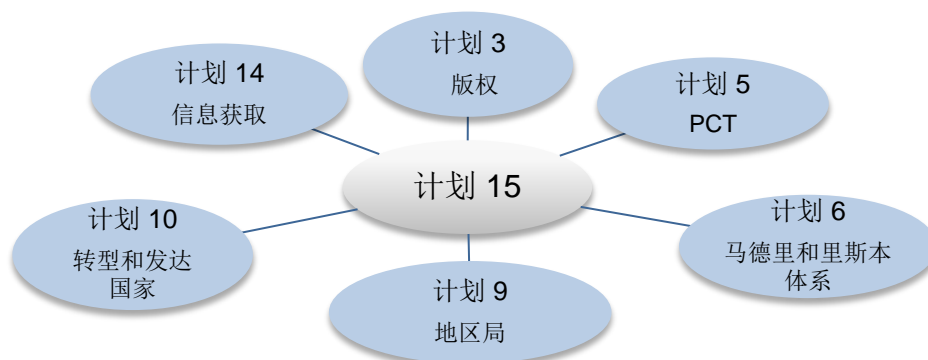 计划 3
版权
计划 14
信息获取
计划 5
PCT
计划 15
计划 10
转型和发达
国家
计划 6
马德里和里斯本
体系
计划 9
地区局